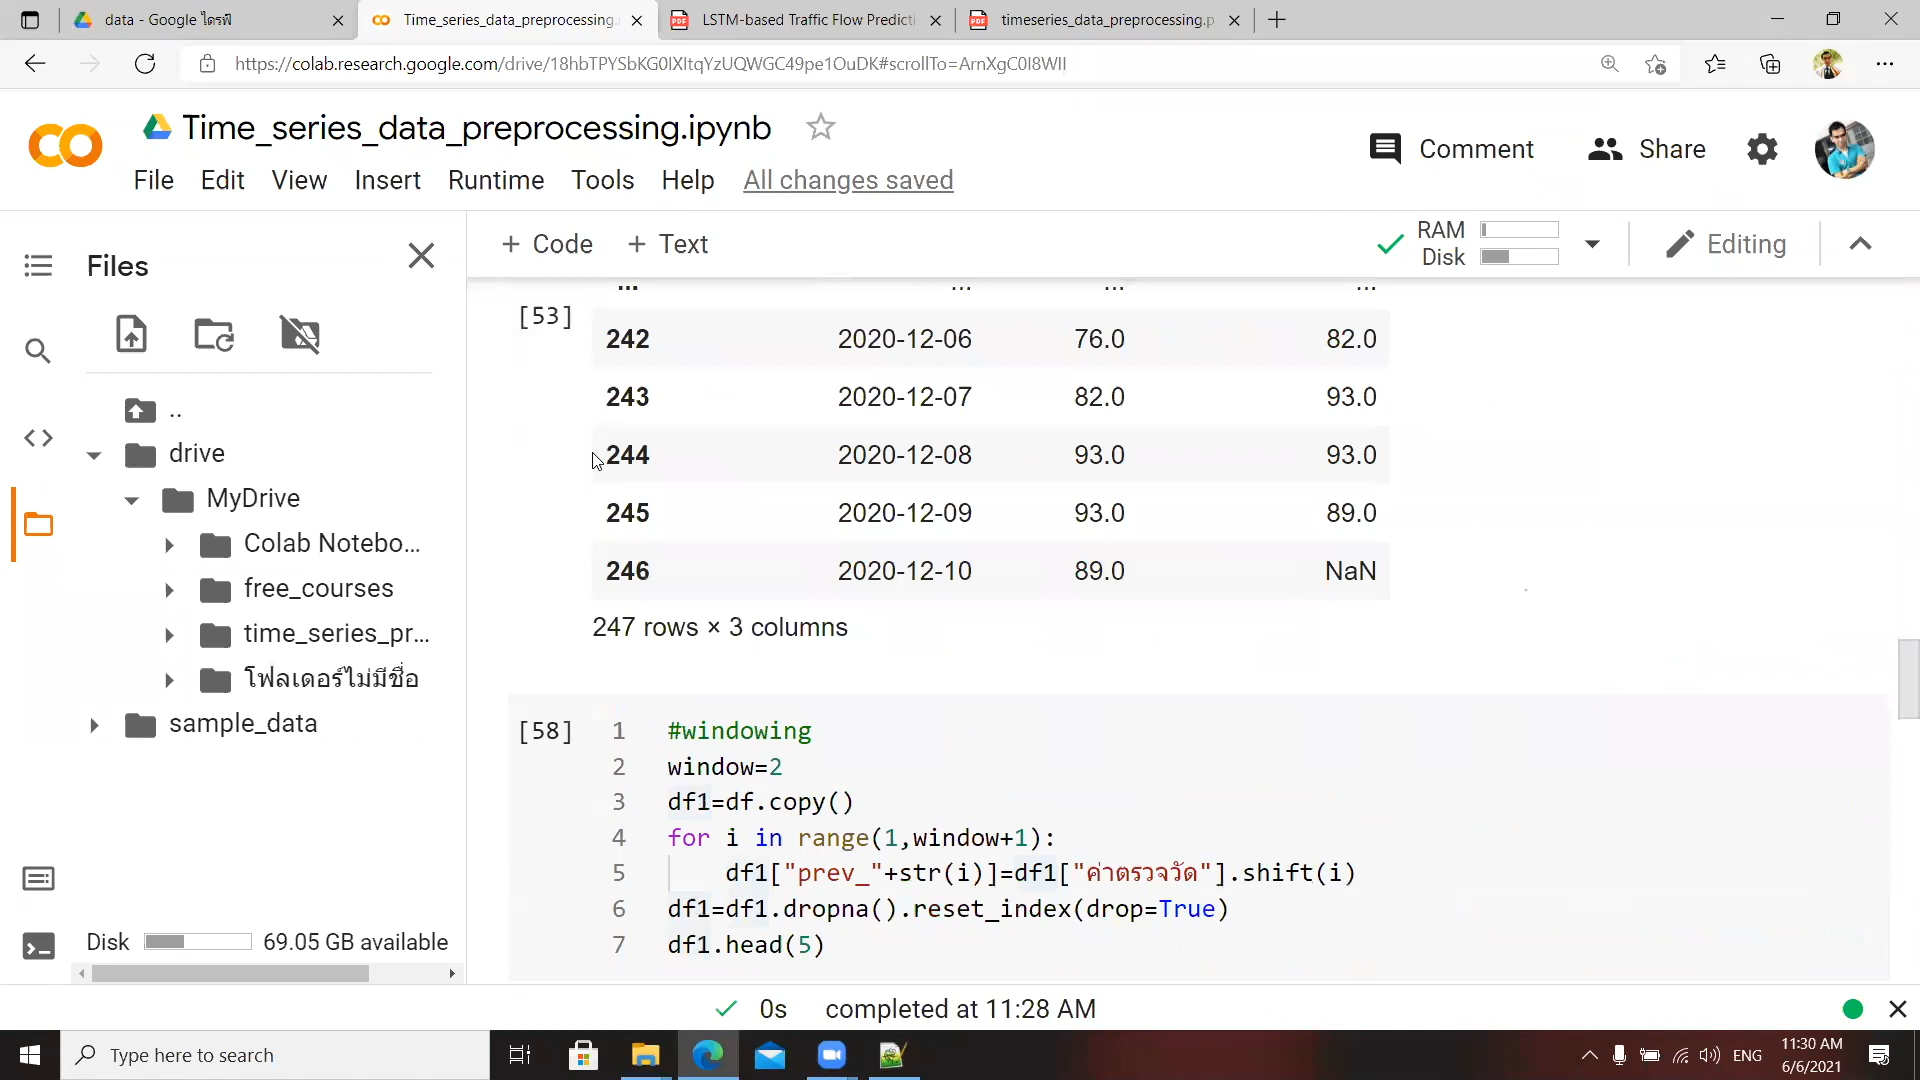 data - Google ไดรฟ์
Time_series_data_preprocessing.
LSTM-based Traffic Flow Predicti
timeseries_data_preprocessing.p
https://colab.research.google.com/drive/18hbTPYSbKG0IXItqYzUQWGC49pe1OuDK#scrollTo=ArnXgC0I8WII
Time_series_data_preprocessing.ipynb
Comment Share
File Edit View Insert Runtime Tools Help All changes saved
Files
+ Code + Text
RAM
Disk
Editing
... ... ... ...
[53]
242 2020-12-06 76.0 82.0
243 2020-12-07 82.0 93.0
244 2020-12-08 93.0 93.0
245 2020-12-09 93.0 89.0
246 2020-12-10 89.0 NaN
247 rows × 3 columns
..
drive
MyDrive
Colab Notebo...
free_courses
time_series_pr...
โฟลเดอร์ไม่มีชื่อ
sample_data
Disk 69.05 GB available
[58]
1 #windowing
2 window=2
3 df1=df.copy()
4 for i in range(1,window+1):
5 df1["prev_"+str(i)]=df1["ค่าตรวจวัด"].shift(i)
6 df1=df1.dropna().reset_index(drop=True)
7 df1.head(5)
0s completed at 11:28 AM
Type here to search
ENG
11:30 AM
6/6/2021